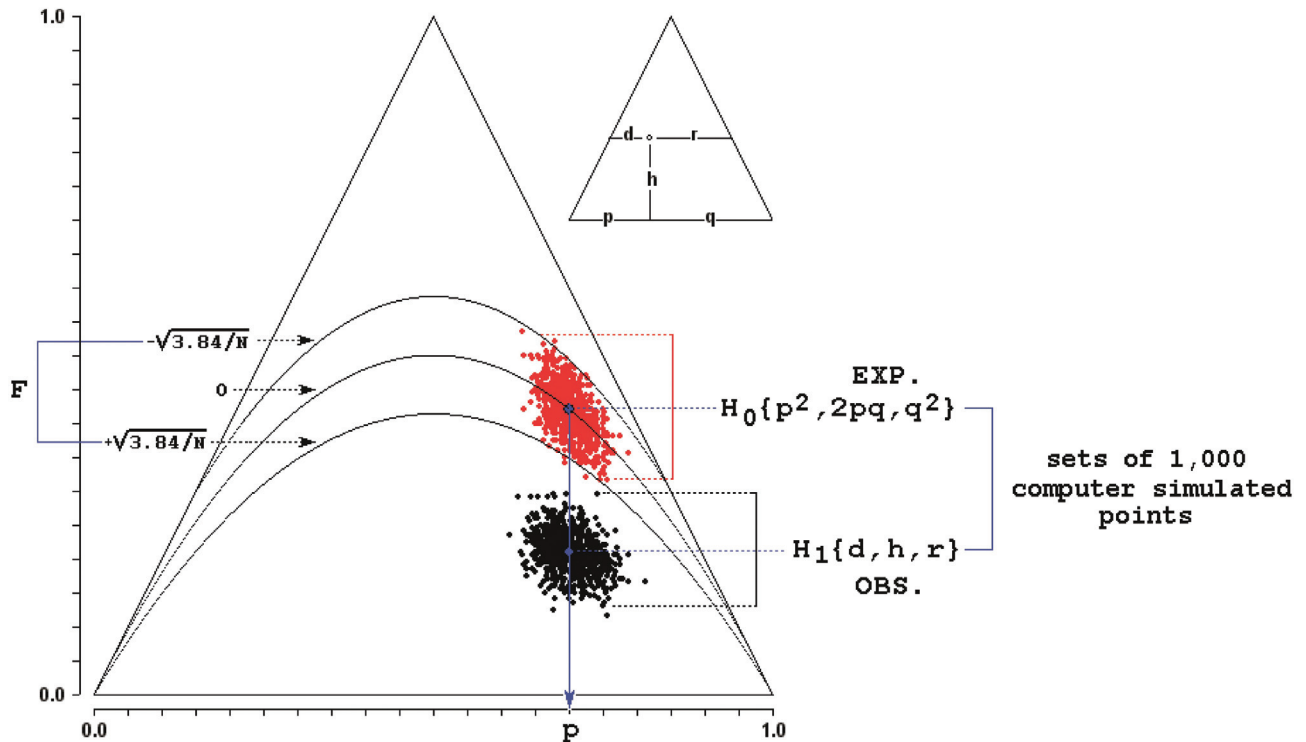 1.0
d
r
h
p
q
-√3.84/N
F
0
+√3.84/N
EXP.
H₀{p²,2pq,q²}
sets of 1,000
computer simulated
points
H₁{d,h,r}
OBS.
0.0
0.0
p
1.0